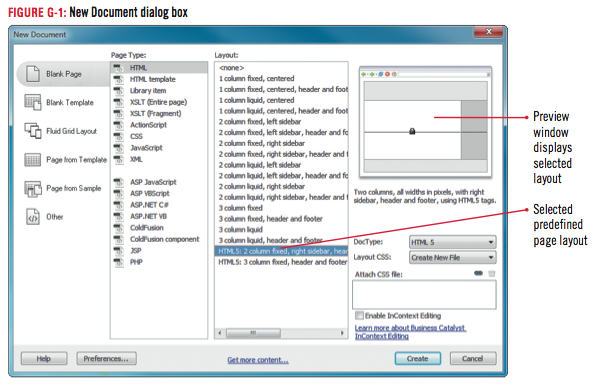 FIGURE G-1: New Document dialog box
New Document
Blank Page
Blank Template
Fluid Grid Layout
Page from Template
Page from Sample
Other
Page Type:
HTML
HTML template
Library item
XSLT (Entire page)
XSLT (Fragment)
ActionScript
CSS
JavaScript
XML
ASP JavaScript
ASP VBScript
ASP.NET C#
ASP.NET VB
ColdFusion
ColdFusion component
JSP
PHP
Layout:
<none>
1 column fixed, centered
1 column fixed, centered, header and foot
1 column liquid, centered
1 column liquid, centered, header and foot
2 column fixed, left sidebar
2 column fixed, left sidebar, header and fo
2 column fixed, right sidebar
2 column fixed, right sidebar, header and f
2 column liquid, left sidebar
2 column liquid, left sidebar, header and f
2 column liquid, right sidebar
2 column liquid, right sidebar, header and
3 column fixed
3 column fixed, header and footer
3 column liquid
3 column liquid, header and footer
HTML5: 2 column fixed, right sidebar, head
HTML5: 3 column fixed, header and footer
Two columns, all widths in pixels, with right
sidebar, header and footer, using HTML5 tags.
DocType: HTML 5
Layout CSS: Create New File
Attach CSS file:
Enable InContext Editing
Learn more about Business Catalyst
InContext Editing
Help
Preferences...
Get more content...
Create
Cancel
Preview
window
displays
selected
layout
Selected
predefined
page layout